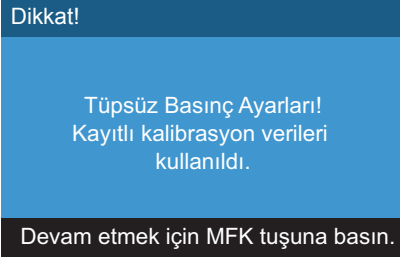 Dikkat!
Tüpsüz Basınç Ayarları!
Kayıtlı kalibrasyon verileri
kullanıldı.
Devam etmek için MFK tuşuna basın.